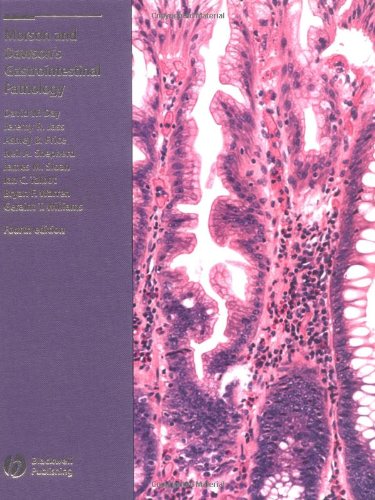 Morson and
Dawson's
Gastrointestinal
Pathology
David W Day
Jeremy R. Jass
Ashley B. Price
Neil A. Shepherd
James M. Sloan
Ian C. Talbot
Bryan F. Warren
Geraint T. Williams
Fourth edition
Blackwell
Publishing